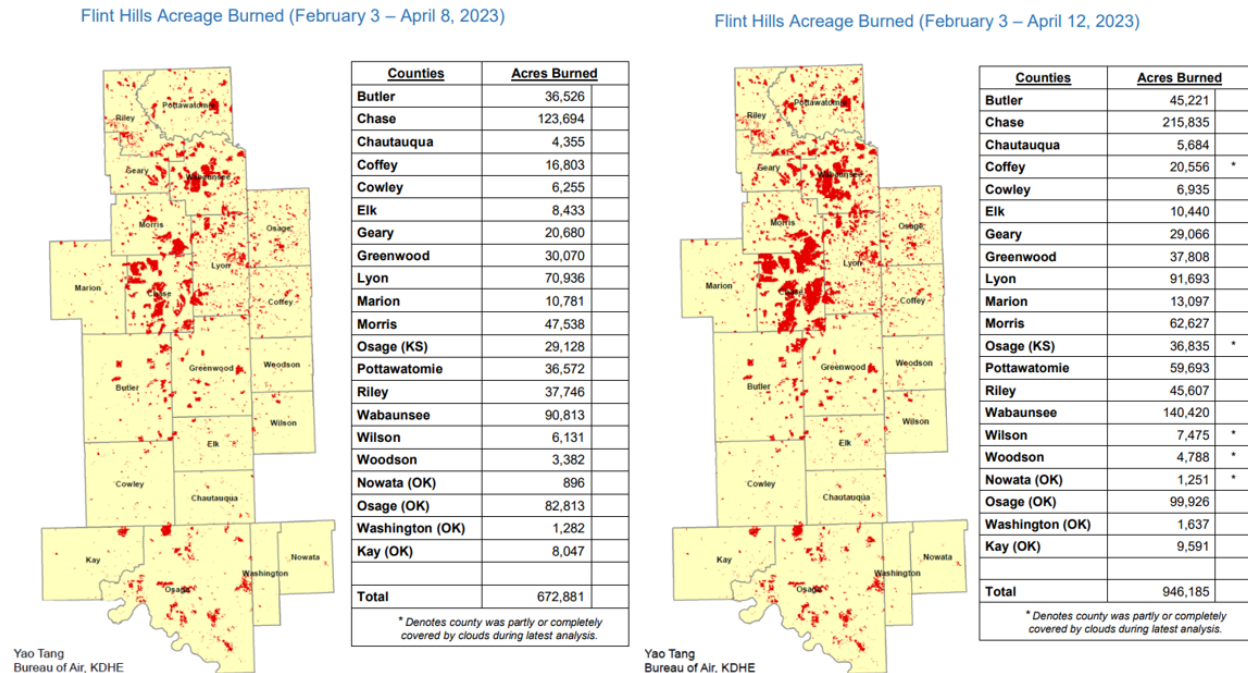 Flint Hills Acreage Burned (February 3 – April 8, 2023)
Pottawatomie
Riley
Geary
Wabaunsee
Morris
Osage
Lyon
Marion
Chase
Coffey
Greenwood
Woodson
Butler
Wilson
Elk
Cowley
Chautauqua
Kay
Nowata
Washington
Osage
Counties Acres Burned
Butler 36,526
Chase 123,694
Chautauqua 4,355
Coffey 16,803
Cowley 6,255
Elk 8,433
Geary 20,680
Greenwood 30,070
Lyon 70,936
Marion 10,781
Morris 47,538
Osage (KS) 29,128
Pottawatomie 36,572
Riley 37,746
Wabaunsee 90,813
Wilson 6,131
Woodson 3,382
Nowata (OK) 896
Osage (OK) 82,813
Washington (OK) 1,282
Kay (OK) 8,047
Total 672,881
* Denotes county was partly or completely
covered by clouds during latest analysis.
Yao Tang
Bureau of Air, KDHE
Flint Hills Acreage Burned (February 3 – April 12, 2023)
Pottawatomie
Riley
Geary
Wabaunsee
Morris
Osage
Lyon
Marion
Chase
Coffey
Greenwood
Woodson
Butler
Wilson
Elk
Cowley
Chautauqua
Kay
Nowata
Washington
Osage
Counties Acres Burned
Butler 45,221
Chase 215,835
Chautauqua 5,684
Coffey 20,556 *
Cowley 6,935
Elk 10,440
Geary 29,066
Greenwood 37,808
Lyon 91,693
Marion 13,097
Morris 62,627
Osage (KS) 36,835 *
Pottawatomie 59,693
Riley 45,607
Wabaunsee 140,420
Wilson 7,475 *
Woodson 4,788 *
Nowata (OK) 1,251 *
Osage (OK) 99,926
Washington (OK) 1,637
Kay (OK) 9,591
Total 946,185
* Denotes county was partly or completely
covered by clouds during latest analysis.
Yao Tang
Bureau of Air, KDHE